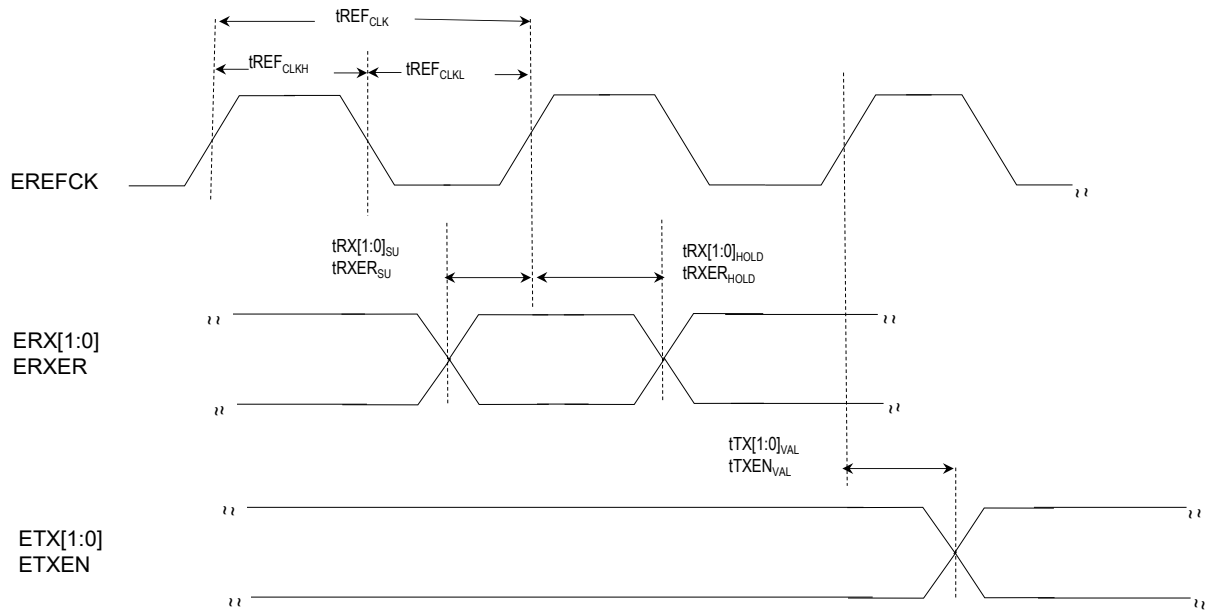 tREFCLK
tREFCLKH
tREFCLKL
EREFCK
tRX[1:0]SU
tRXERSU
tRX[1:0]HOLD
tRXERHOLD
ERX[1:0]
ERXER
tTX[1:0]VAL
tTXENVAL
ETX[1:0]
ETXEN